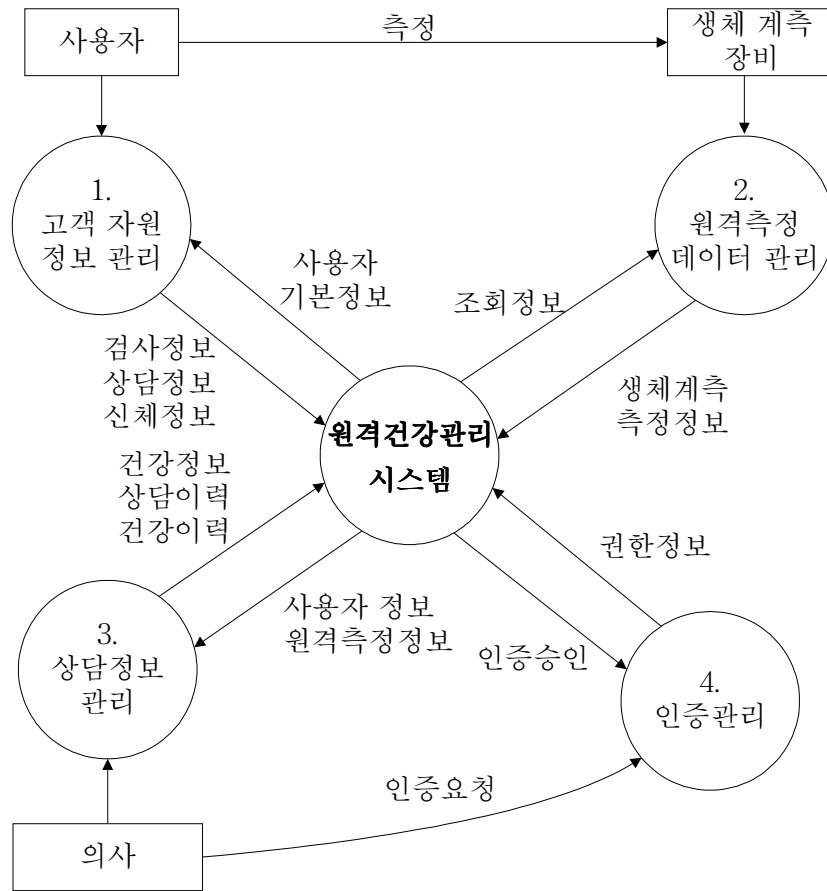 사용자
측정
생체 계측
장비
1.
고객 자원
정보 관리
2.
원격측정
데이터 관리
사용자
기본정보
조회정보
검사정보
상담정보
신체정보
생체계측
측정정보
원격건강관리
시스템
건강정보
상담이력
건강이력
권한정보
사용자 정보
원격측정정보
인증승인
3.
상담정보
관리
4.
인증관리
인증요청
의사